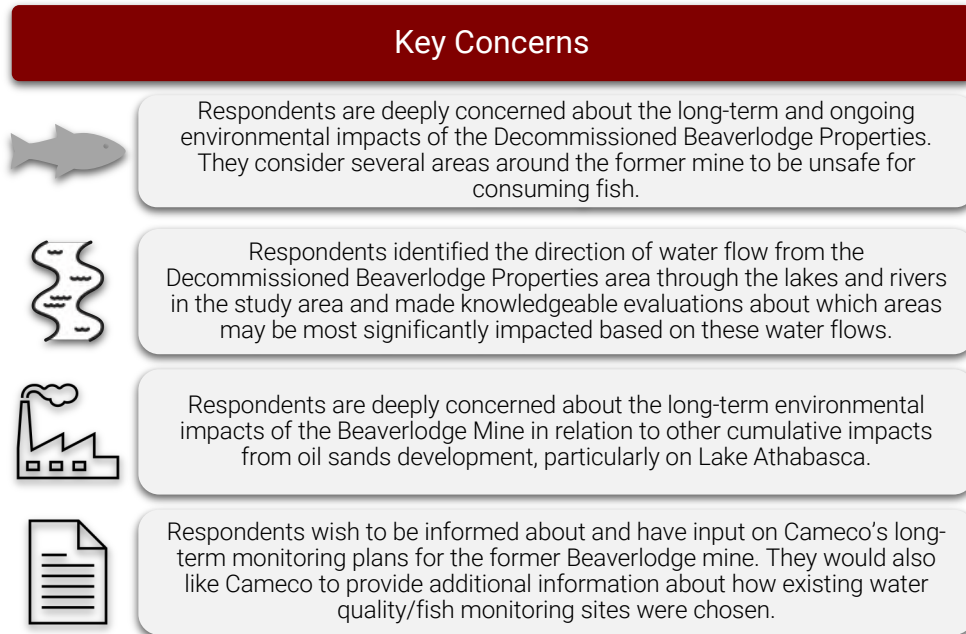 Key Concerns
Respondents are deeply concerned about the long-term and ongoing
environmental impacts of the Decommissioned Beaverlodge Properties.
They consider several areas around the former mine to be unsafe for
consuming fish.
Respondents identified the direction of water flow from the
Decommissioned Beaverlodge Properties area through the lakes and rivers
in the study area and made knowledgeable evaluations about which areas
may be most significantly impacted based on these water flows.
Respondents are deeply concerned about the long-term environmental
impacts of the Beaverlodge Mine in relation to other cumulative impacts
from oil sands development, particularly on Lake Athabasca.
Respondents wish to be informed about and have input on Cameco’s long-
term monitoring plans for the former Beaverlodge mine. They would also
like Cameco to provide additional information about how existing water
quality/fish monitoring sites were chosen.